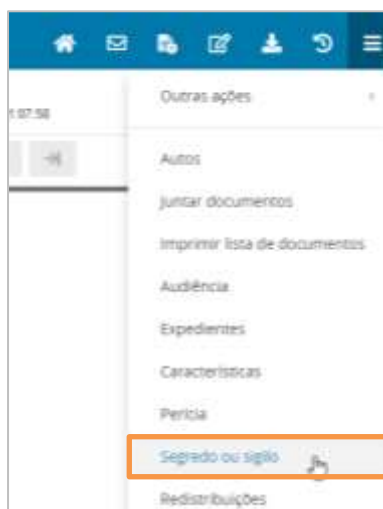 Outras ações
1 07:58
Autos
Juntar documentos
Imprimir lista de documentos
Audiência
Expedientes
Características
Perícia
Segredo ou sigilo
Redistribuições